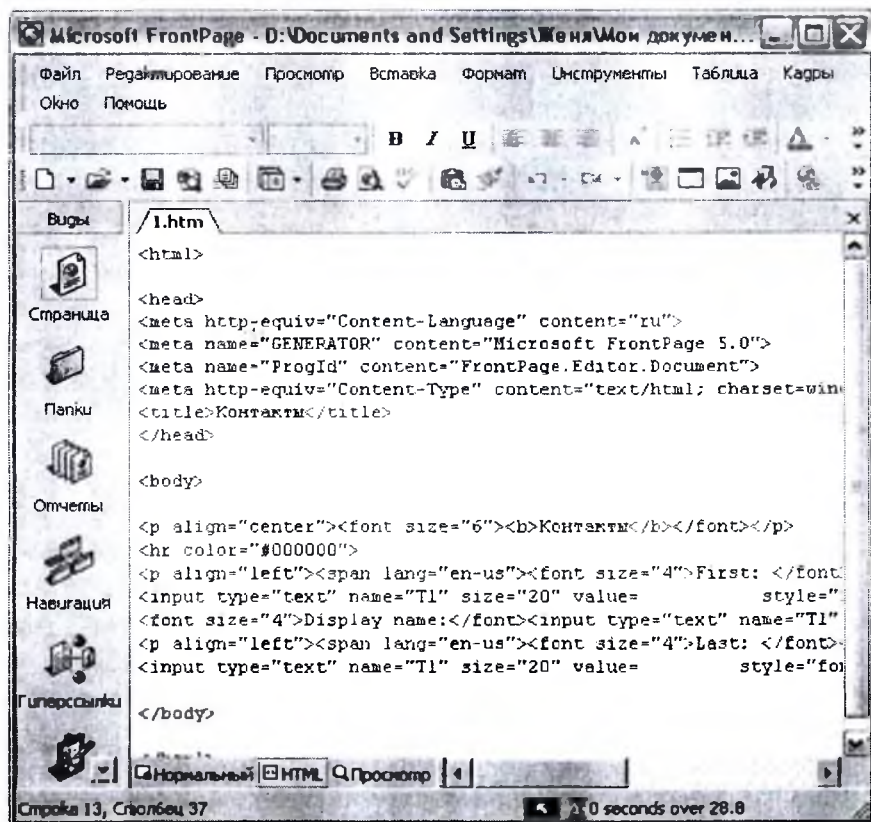 Microsoft FrontPage - D:\Documents and Settings\Женя\Мои докумен...
Файл Редактирование Просмотр Вставка Формат Инструменты Таблица Кадры
Окно Помощь
B I U A
Виды
1.htm
<html>
<head>
Страница
<meta http-equiv="Content-Language" content="ru">
<meta name="GENERATOR" content="Microsoft FrontPage 5.0">
<meta name="ProgId" content="FrontPage.Editor.Document">
<meta http-equiv="Content-Type" content="text/html; charset=win
Папки
<title>Контакты</title>
</head>
<body>
Отчеты
<p align="center"><font size="6"><b>Контакты</b></font></p>
<hr color="#000000">
<p align="left"><span lang="en-us"><font size="4">First: </font
Навигация
<input type="text" name="T1" size="20" value= style="
<font size="4">Display name:</font><input type="text" name="T1"
<p align="left"><span lang="en-us"><font size="4">Last: </font>
<input type="text" name="T1" size="20" value= style="fo
Гиперссылки
</body>
Нормальный HTML Просмотр
Строка 13, Столбец 37
0 seconds over 28.8